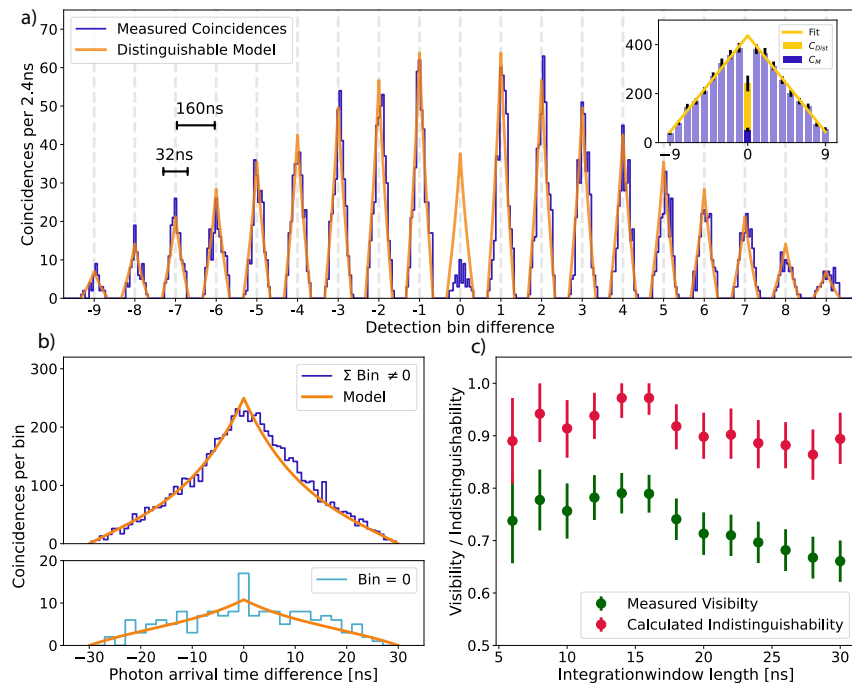 a)
Measured Coincidences
Distinguishable Model
160ns
32ns
Coincidences per 2.4ns
70
60
50
40
30
20
10
0
-9 -8 -7 -6 -5 -4 -3 -2 -1 0 1 2 3 4 5 6 7 8 9
Detection bin difference
Fit
C_Dist
C_M
400
200
0
−9 0 9
b)
Σ Bin ≠0
Model
Coincidences per bin
300
200
100
0
Bin = 0
20
10
0
−30 −20 −10 0 10 20 30
Photon arrival time difference [ns]
c)
Visibility / Indistinguishability
1.0
0.9
0.8
0.7
0.6
0.5
Measured Visibilty
Calculated Indistinguishability
5 10 15 20 25 30
Integrationwindow length [ns]